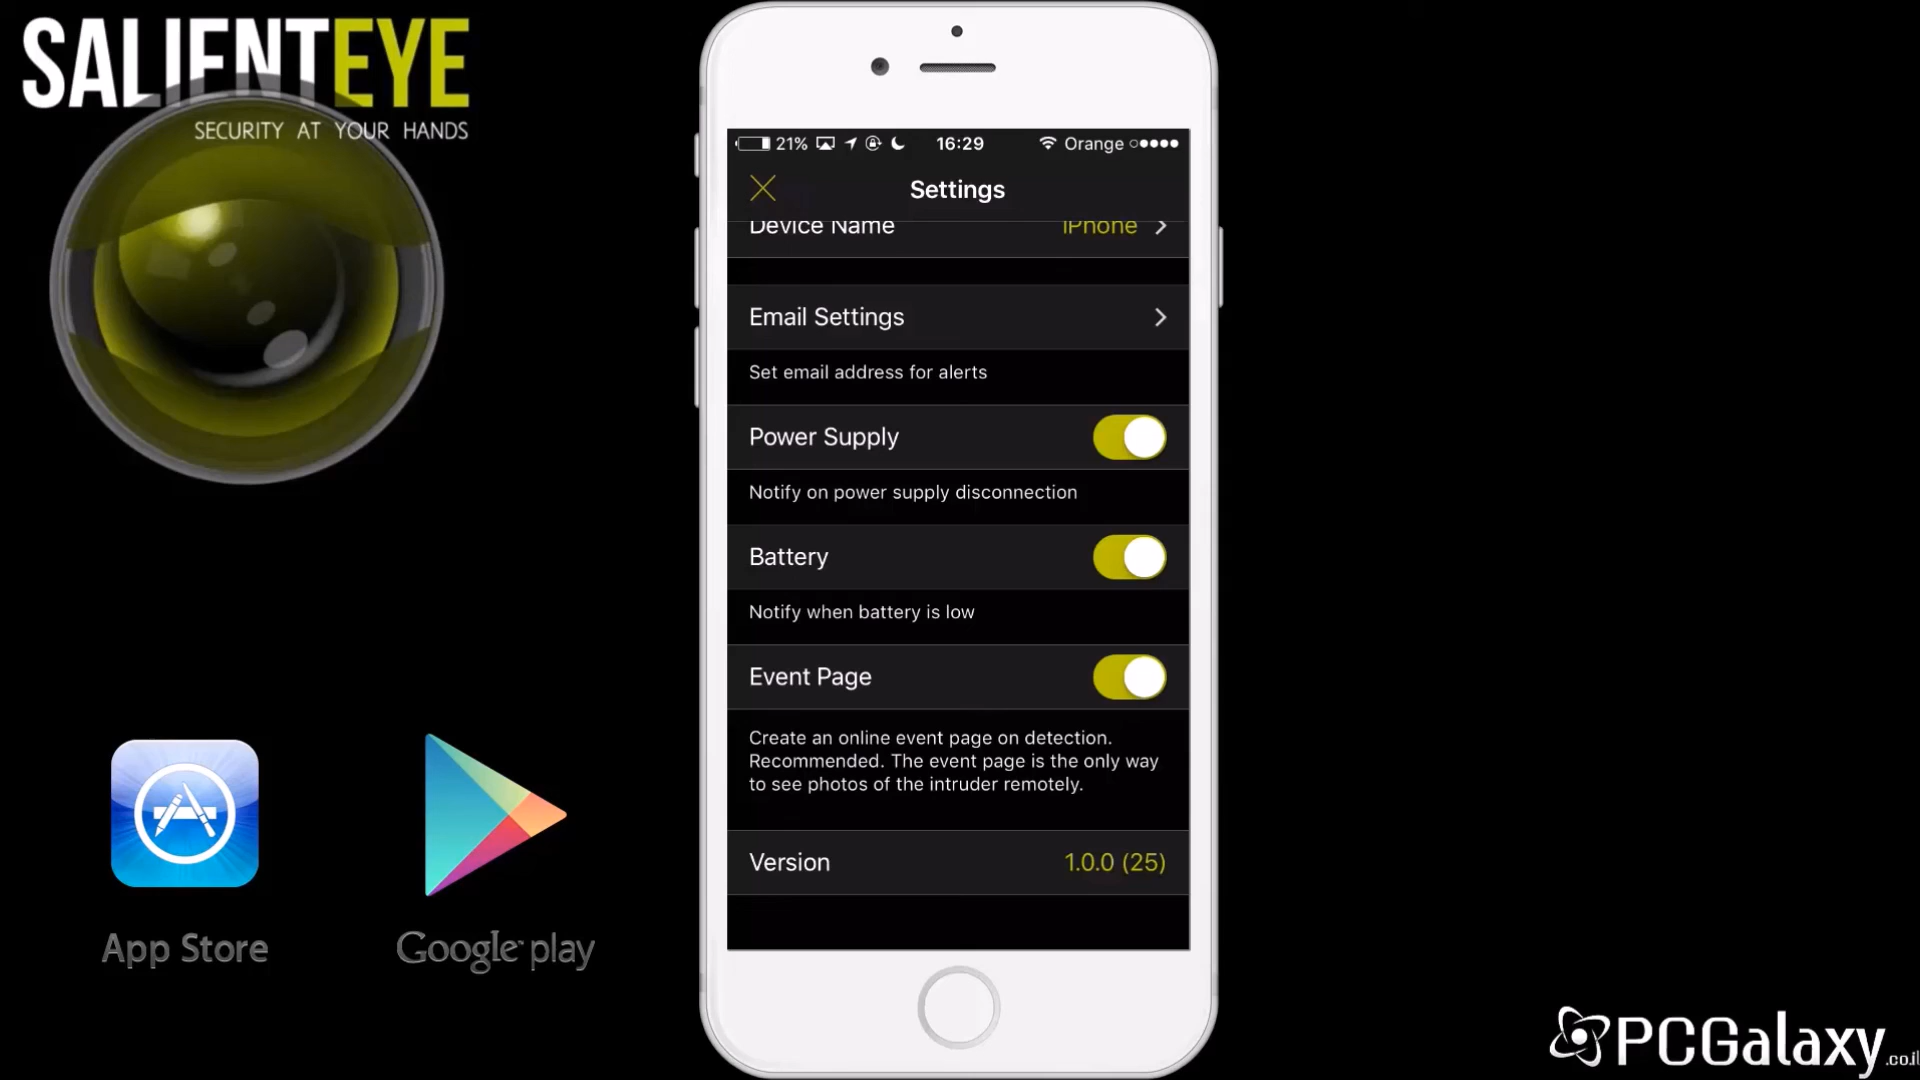 SALIENTEYE
SECURITY AT YOUR HANDS
21%
16:29
Orange
Settings
Device Name
iPhone
Email Settings
Set email address for alerts
Power Supply
Notify on power supply disconnection
Battery
Notify when battery is low
Event Page
Create an online event page on detection.
Recommended. The event page is the only way
to see photos of the intruder remotely.
Version
1.0.0 (25)
App Store
Google play
PCGalaxy.co.il